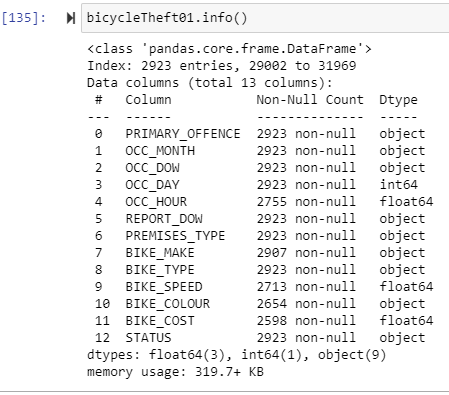 [135]: bicycleTheft01.info()
<class 'pandas.core.frame.DataFrame'>
Index: 2923 entries, 29002 to 31969
Data columns (total 13 columns):
 #   Column           Non-Null Count  Dtype
---  ------           --------------  -----
 0   PRIMARY_OFFENCE  2923 non-null   object
 1   OCC_MONTH        2923 non-null   object
 2   OCC_DOW          2923 non-null   object
 3   OCC_DAY          2923 non-null   int64
 4   OCC_HOUR         2755 non-null   float64
 5   REPORT_DOW       2923 non-null   object
 6   PREMISES_TYPE    2923 non-null   object
 7   BIKE_MAKE        2907 non-null   object
 8   BIKE_TYPE        2923 non-null   object
 9   BIKE_SPEED       2713 non-null   float64
 10  BIKE_COLOUR      2654 non-null   object
 11  BIKE_COST        2598 non-null   float64
 12  STATUS           2923 non-null   object
dtypes: float64(3), int64(1), object(9)
memory usage: 319.7+ KB